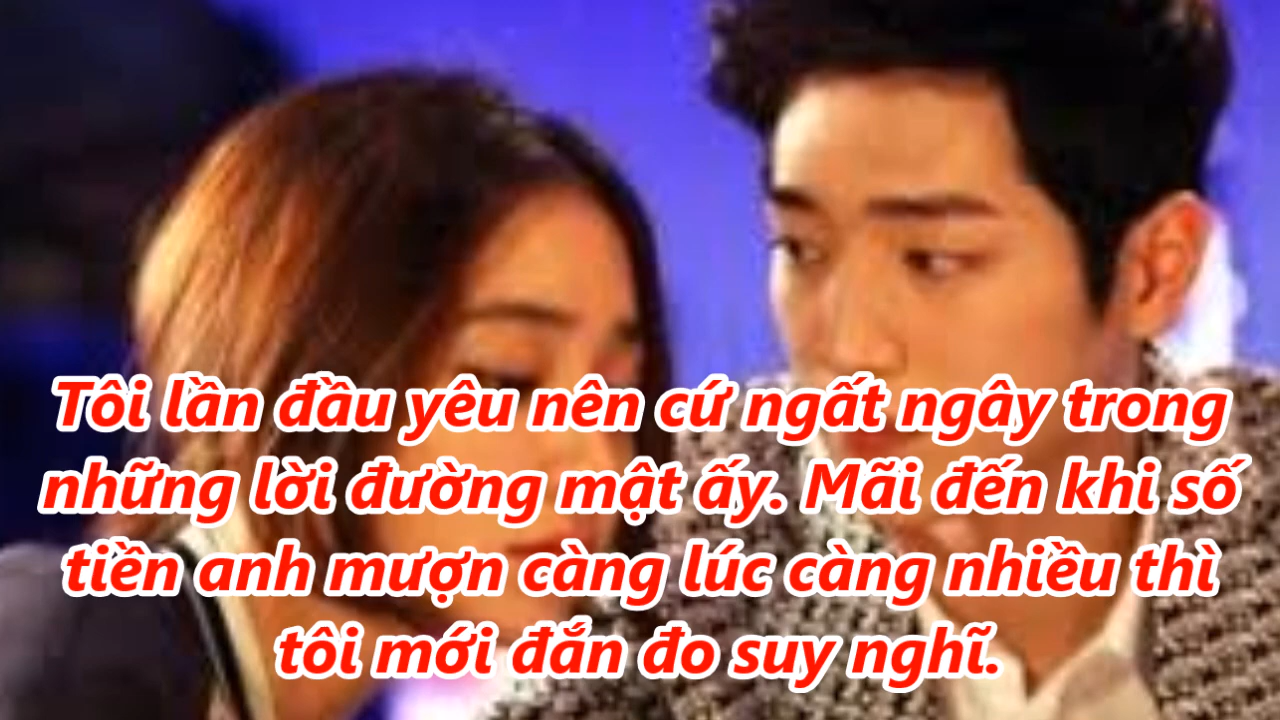 Tôi lần đầu yêu nên cứ ngất ngây trong
những lời đường mật ấy. Mãi đến khi số
tiền anh mượn càng lúc càng nhiều thì
tôi mới đắn đo suy nghĩ.